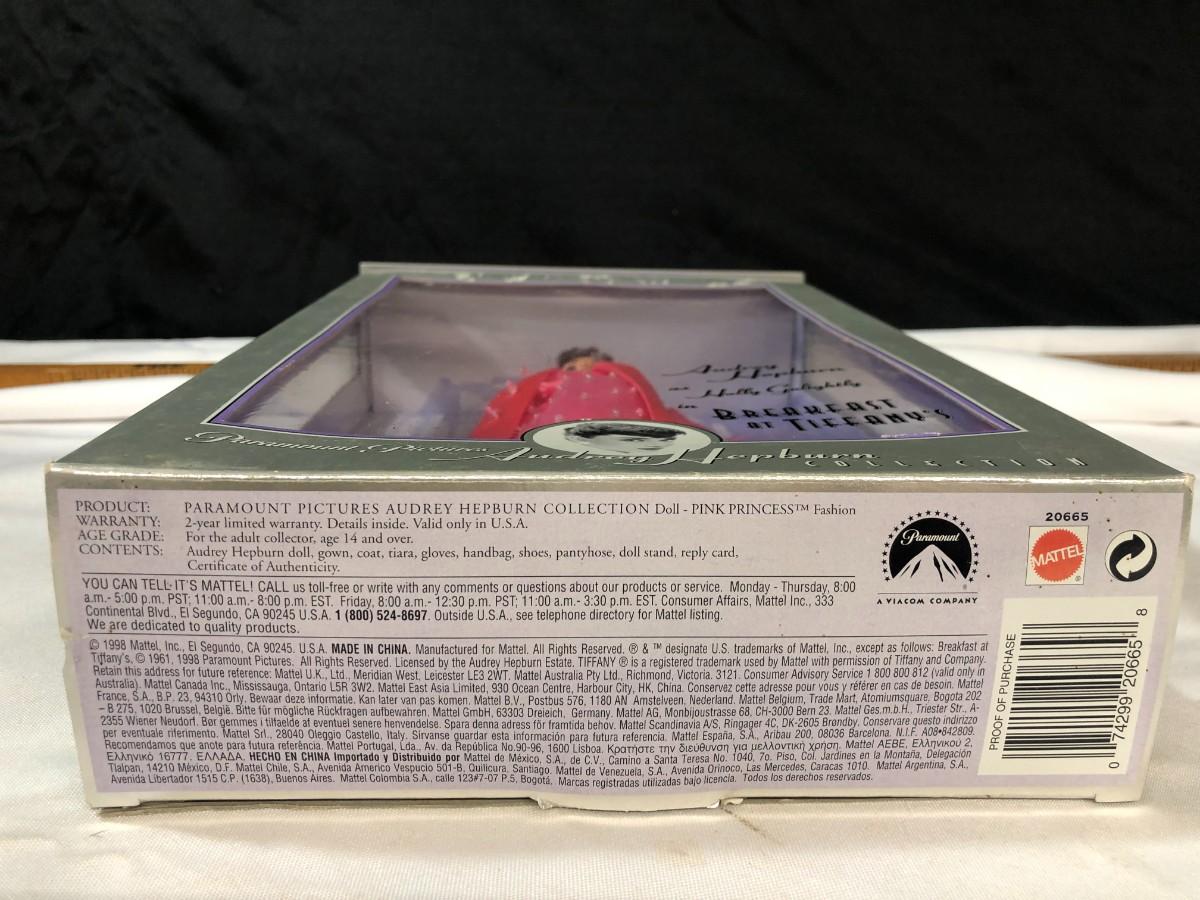 Audrey
Hepburn
as
Holly Golightly
in
BREAKFAST
AT TIFFANY'S
Paramount Pictures
Audrey Hepburn
COLLECTION
PRODUCT: PARAMOUNT PICTURES AUDREY HEPBURN COLLECTION Doll - PINK PRINCESS™ Fashion
WARRANTY: 2-year limited warranty. Details inside. Valid only in U.S.A.
AGE GRADE: For the adult collector, age 14 and over.
CONTENTS: Audrey Hepburn doll, gown, coat, tiara, gloves, handbag, shoes, pantyhose, doll stand, reply card,
Certificate of Authenticity.
YOU CAN TELL IT'S MATTEL! CALL us toll-free or write with any comments or questions about our products or service. Monday - Thursday, 8:00
a.m.- 5:00 p.m. PST; 11:00 a.m.- 8:00 p.m. EST. Friday, 8:00 a.m.- 12:30 p.m. PST; 11:00 a.m.- 3:30 p.m. EST. Consumer Affairs, Mattel Inc., 333
Continental Blvd., El Segundo, CA 90245 U.S.A. 1 (800) 524-8697. Outside U.S.A., see telephone directory for Mattel listing.
We are dedicated to quality products.
© 1998 Mattel, Inc., El Segundo, CA 90245. U.S.A. MADE IN CHINA. Manufactured for Mattel. All Rights Reserved. ® & ™ designate U.S. trademarks of Mattel, Inc., except as follows: Breakfast at
Tiffany's. © 1961, 1998 Paramount Pictures. All Rights Reserved. Licensed by the Audrey Hepburn Estate. TIFFANY ® is a registered trademark used by Mattel with permission of Tiffany and Company.
Retain this address for future reference: Mattel U.K., Ltd., Meridian West, Leicester LE3 2WT. Mattel Australia Pty Ltd., Richmond, Victoria. 3121. Consumer Advisory Service 1 800 800 812 (valid only in
Australia). Mattel Canada Inc., Mississauga, Ontario L5R 3W2. Mattel East Asia Limited, 930 Ocean Centre, Harbour City, HK, China. Conservez cette adresse pour vous y référer en cas de besoin. Mattel
France, S.A., B.P. 23, 94310 Orly. Bewaar deze informatie. Kan later van pas komen. Mattel B.V., Postbus 576, 1180 AN Amstelveen. Nederland. Mattel Belgium, Trade Mart, Atomiumsquare. Bogota 202
– B 275, 1020 Brussel, België. Bitte für mögliche Rückfragen aufbewahren. Mattel GmbH, 63303 Dreieich, Germany. Mattel AG, Monbijoustrasse 68, CH-3000 Bern 23. Mattel Ges.m.b.H., Triester Str., A-
2355 Wiener Neudorf. Bør gemmes i tilfælde af eventuel senere henvendelse. Spara denna adress för framtida behov. Mattel Scandinavia A/S, Ringager 4C, DK-2605 Brøndby. Conservare questo indirizzo
per eventuale riferimento. Mattel Srl., 28040 Oleggio Castello, Italy. Sirvanse guardar esta información para futura referencia. Mattel España, S.A., Aribau 200, 08036 Barcelona. N.I.F. A08•842809.
Recomendamos que anote para futura referência. Mattel Portugal, Lda., Av. da República No.90-96, 1600 Lisboa. Κρατήστε την διεύθυνση για μελλοντική χρήση. Mattel AEBE, Ελληνικού 2,
Ελληνικό 16777. ΕΛΛΑΔΑ. HECHO EN CHINA Importado y Distribuido por Mattel de México, S.A., de C.V., Camino a Santa Teresa No. 1040, 7o. Piso, Col. Jardines en la Montaña, Delegación
Tlalpan, 14210 México, D.F. Mattel Chile, S.A., Avenida Americo Vespucio 501-B, Quilicura, Santiago. Mattel de Venezuela, S.A., Avenida Orinoco, Las Mercedes, Caracas 1010. Mattel Argentina, S.A.,
Avenida Libertador 1515 C.P. (1638), Buenos Aires. Mattel Colombia S.A., calle 123#7-07 P.5, Bogotá. Marcas registradas utilizadas bajo licencia. Todos los derechos reservados.
Paramount
A VIACOM COMPANY
20665
MATTEL
®
PROOF OF PURCHASE
0 74299 20665 8